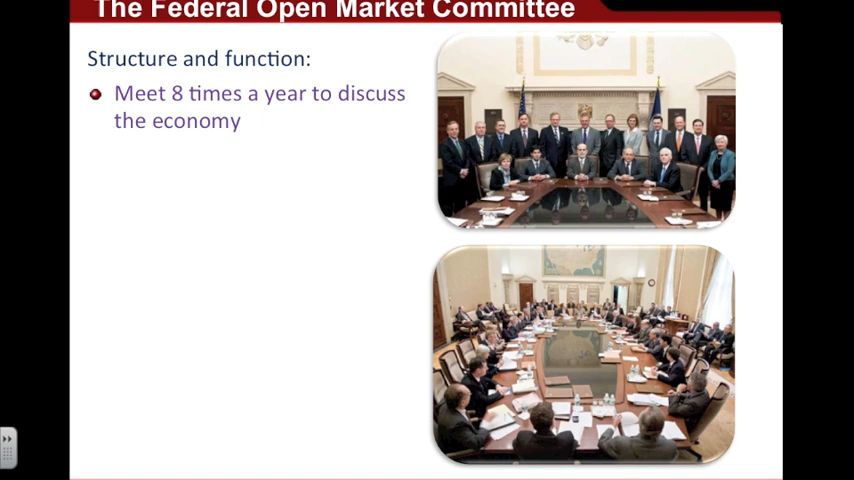 The Federal Open Market Committee
Structure and function:
Meet 8 times a year to discuss
the economy